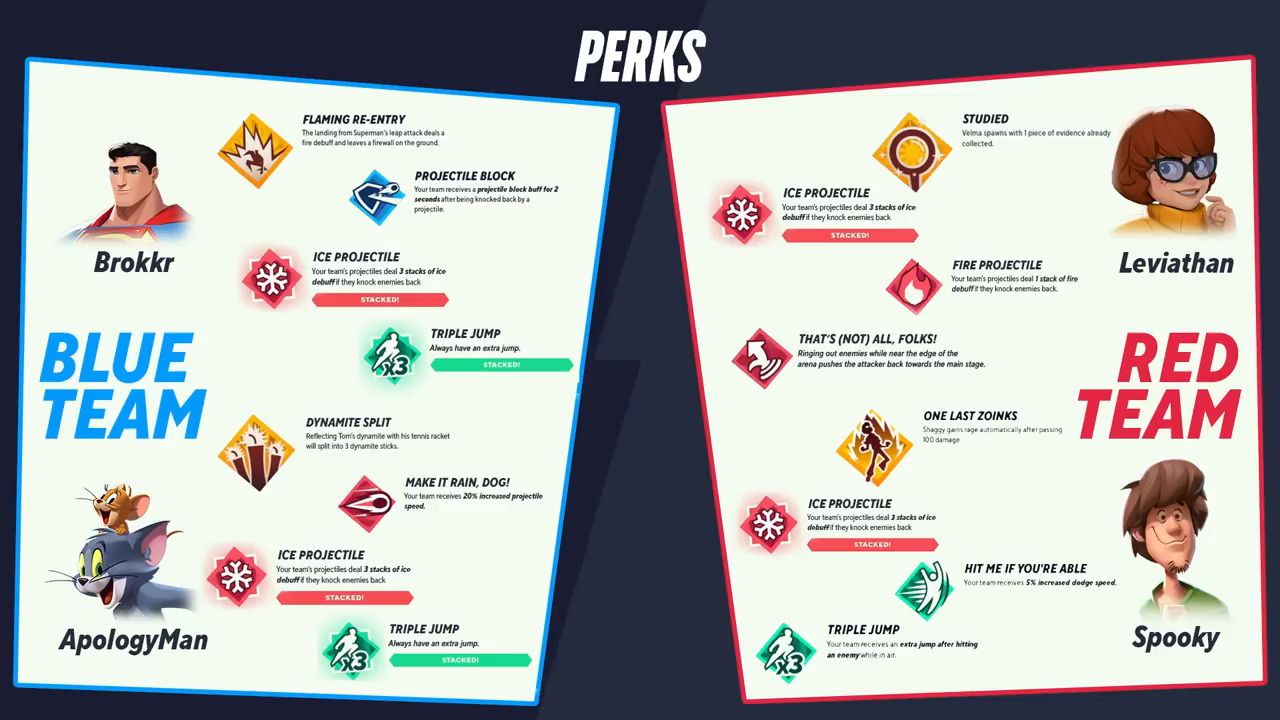 PERKS
FLAMING RE-ENTRY
The landing from Superman's leap attack deals a
fire debuff and leaves a firewall on the ground.
PROJECTILE BLOCK
Your team receives a projectile block buff for 2
seconds after being knocked back by a
projectile.
Brokkr
ICE PROJECTILE
Your team's projectiles deal 3 stacks of ice
debuff if they knock enemies back
STACKED!
TRIPLE JUMP
Always have an extra jump.
STACKED!
x3
BLUE
TEAM
DYNAMITE SPLIT
Reflecting Tom's dynamite with his tennis racket
will split into 3 dynamite sticks.
MAKE IT RAIN, DOG!
Your team receives 20% increased projectile
speed.
ICE PROJECTILE
Your team's projectiles deal 3 stacks of ice
debuff if they knock enemies back
STACKED!
ApologyMan
TRIPLE JUMP
Always have an extra jump.
STACKED!
x3
STUDIED
Velma spawns with 1 piece of evidence already
collected.
ICE PROJECTILE
Your team's projectiles deal 3 stacks of ice
debuff if they knock enemies back
STACKED!
Leviathan
FIRE PROJECTILE
Your team's projectiles deal 1 stack of fire
debuff if they knock enemies back.
THAT'S (NOT) ALL, FOLKS!
Ringing out enemies while near the edge of the
arena pushes the attacker back towards the main stage.
RED
TEAM
ONE LAST ZOINKS
Shaggy gains rage automatically after passing
100 damage.
ICE PROJECTILE
Your team's projectiles deal 3 stacks of ice
debuff if they knock enemies back
STACKED!
HIT ME IF YOU'RE ABLE
Your team receives 5% increased dodge speed.
Spooky
TRIPLE JUMP
Your team receives an extra jump after hitting
an enemy while in air.
x3